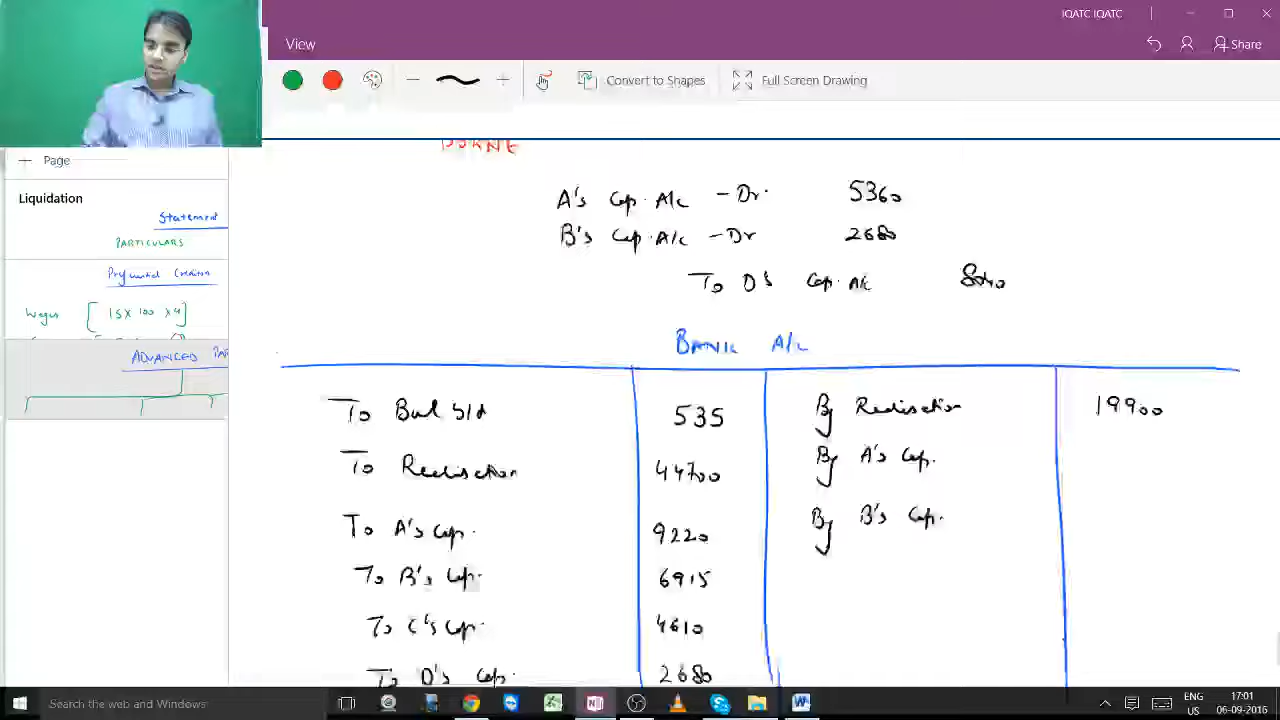 IQATC IQATC
View
Share
Convert to Shapes
Full Screen Drawing
Page
Liquidation
Statement
PARTICULARS
Wages [15 x 100 x 4]
ADVANCED
A's Cap. A/c - Dr. 5360
B's Cap. A/c - Dr 2680
To D's Cap. A/c 8040
BANK A/c
To Bal b/d 535 By Realisation 19900
To Realisation 44700 By A's Cap.
To A's Cap. 9220 By B's Cap.
To B's Cap. 6915
To C's Cap. 4610
To D's Cap. 2680
Search the web and Windows
ENG
US
17:01
06-09-2016